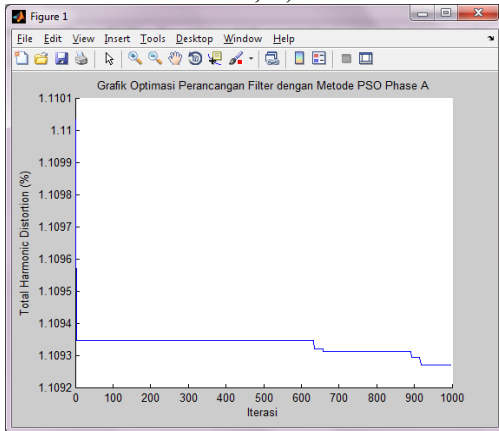 Figure 1
File Edit View Insert Tools Desktop Window Help
Grafik Optimasi Perancangan Filter dengan Metode PSO Phase A
Total Harmonic Distortion (%)
1.1101
1.11
1.1099
1.1098
1.1097
1.1096
1.1095
1.1094
1.1093
1.1092
0 100 200 300 400 500 600 700 800 900 1000
Iterasi